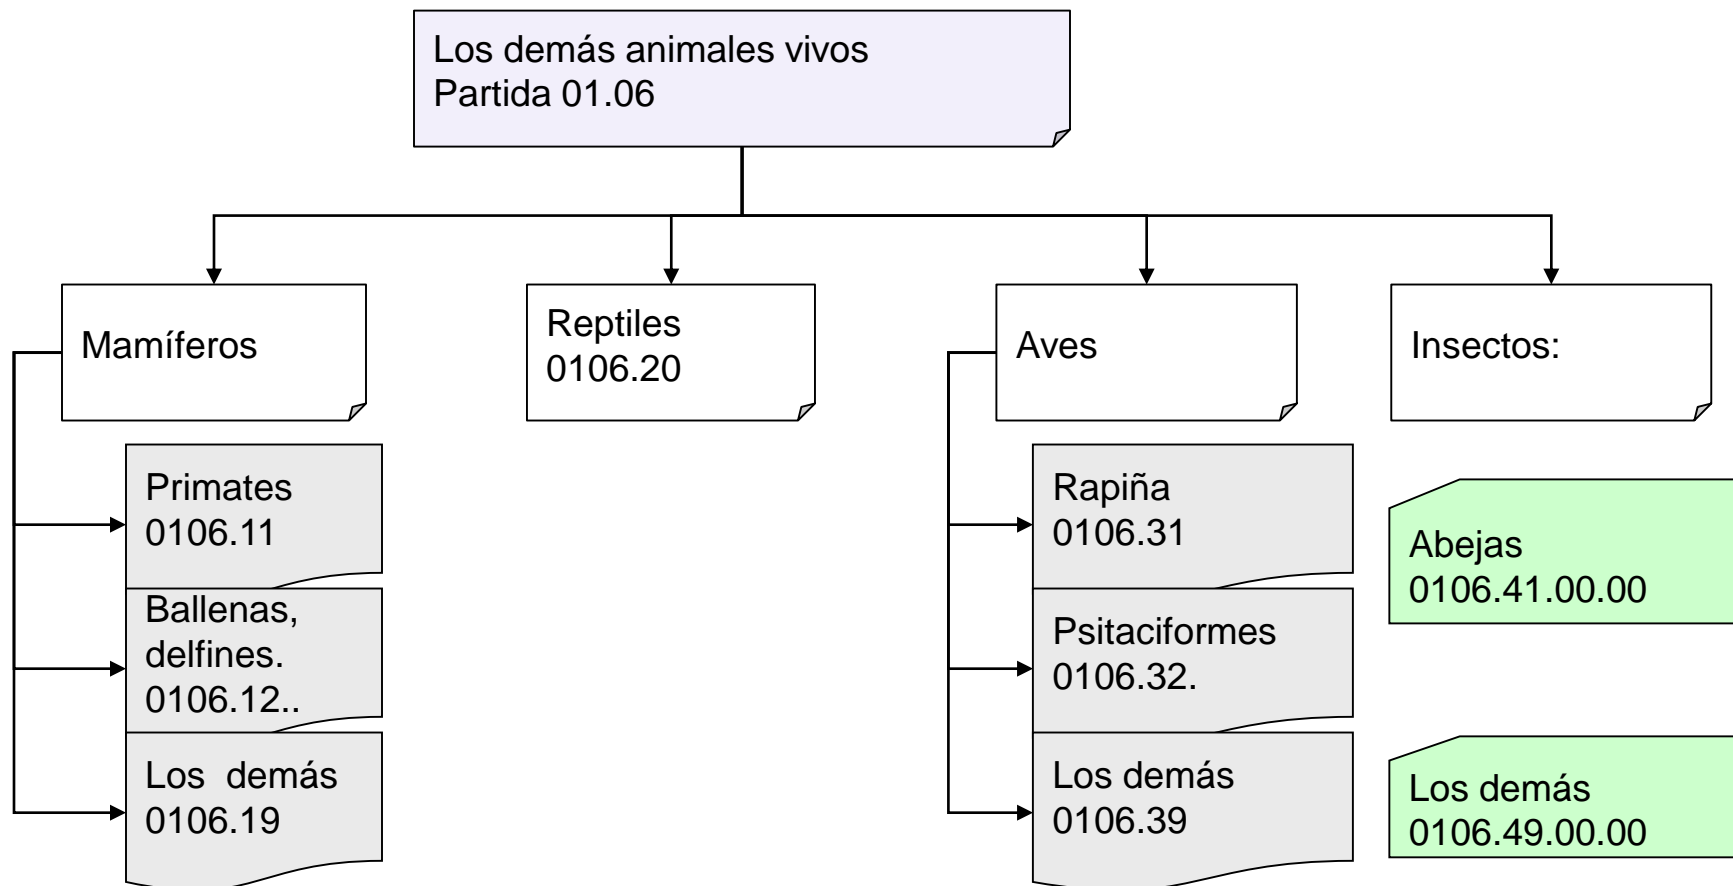 Los demás animales vivos
Partida 01.06
Mamíferos
Reptiles
0106.20
Aves
Insectos:
Primates
0106.11
Ballenas,
delfines.
0106.12..
Los  demás
0106.19
Rapiña
0106.31
Psitaciformes
0106.32.
Los demás
0106.39
Abejas
0106.41.00.00
Los demás
0106.49.00.00